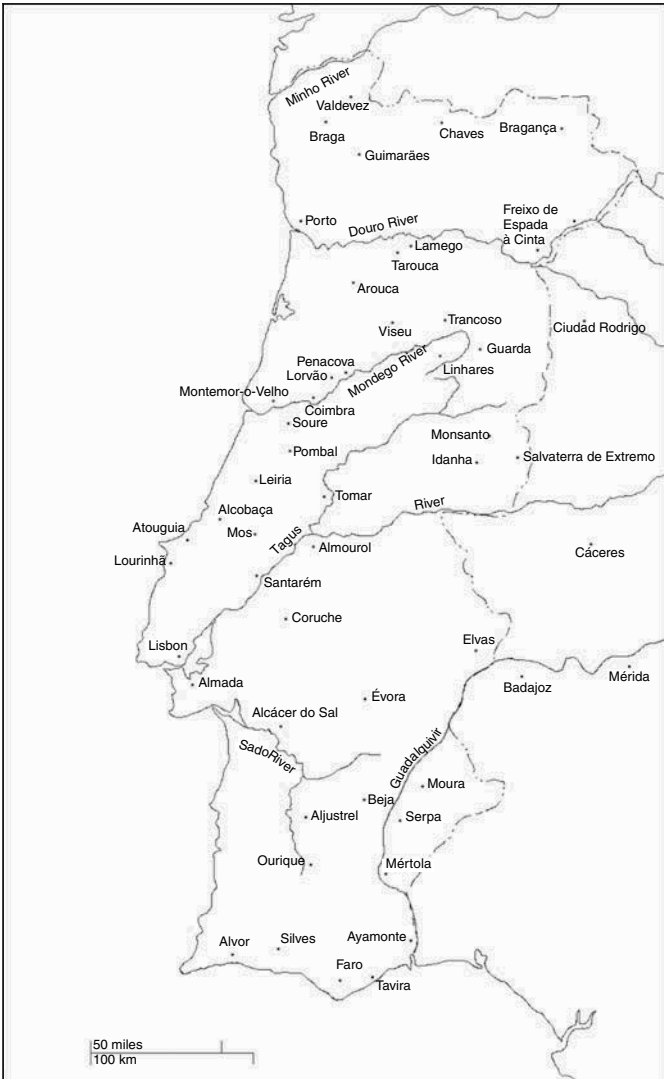 Minho River
Valdevez
Braga
Chaves
Bragança
Guimarães
Porto
Douro River
Freixo de
Espada
à Cinta
Lamego
Tarouca
Arouca
Viseu
Trancoso
Ciudad Rodrigo
Guarda
Penacova
Lorvão
Mondego River
Linhares
Montemor-o-Velho
Coimbra
Soure
Monsanto
Pombal
Idanha
Salvaterra de Extremo
Leiria
Tomar
River
Alcobaça
Atouguia
Mos
Tagus
Almourol
Cáceres
Lourinhã
Santarém
Coruche
Lisbon
Elvas
Almada
Badajoz
Mérida
Évora
Alcácer do Sal
SadoRiver
Guadalquivir
Moura
Beja
Aljustrel
Serpa
Ourique
Mértola
Alvor
Silves
Ayamonte
Faro
Tavira
50 miles
100 km